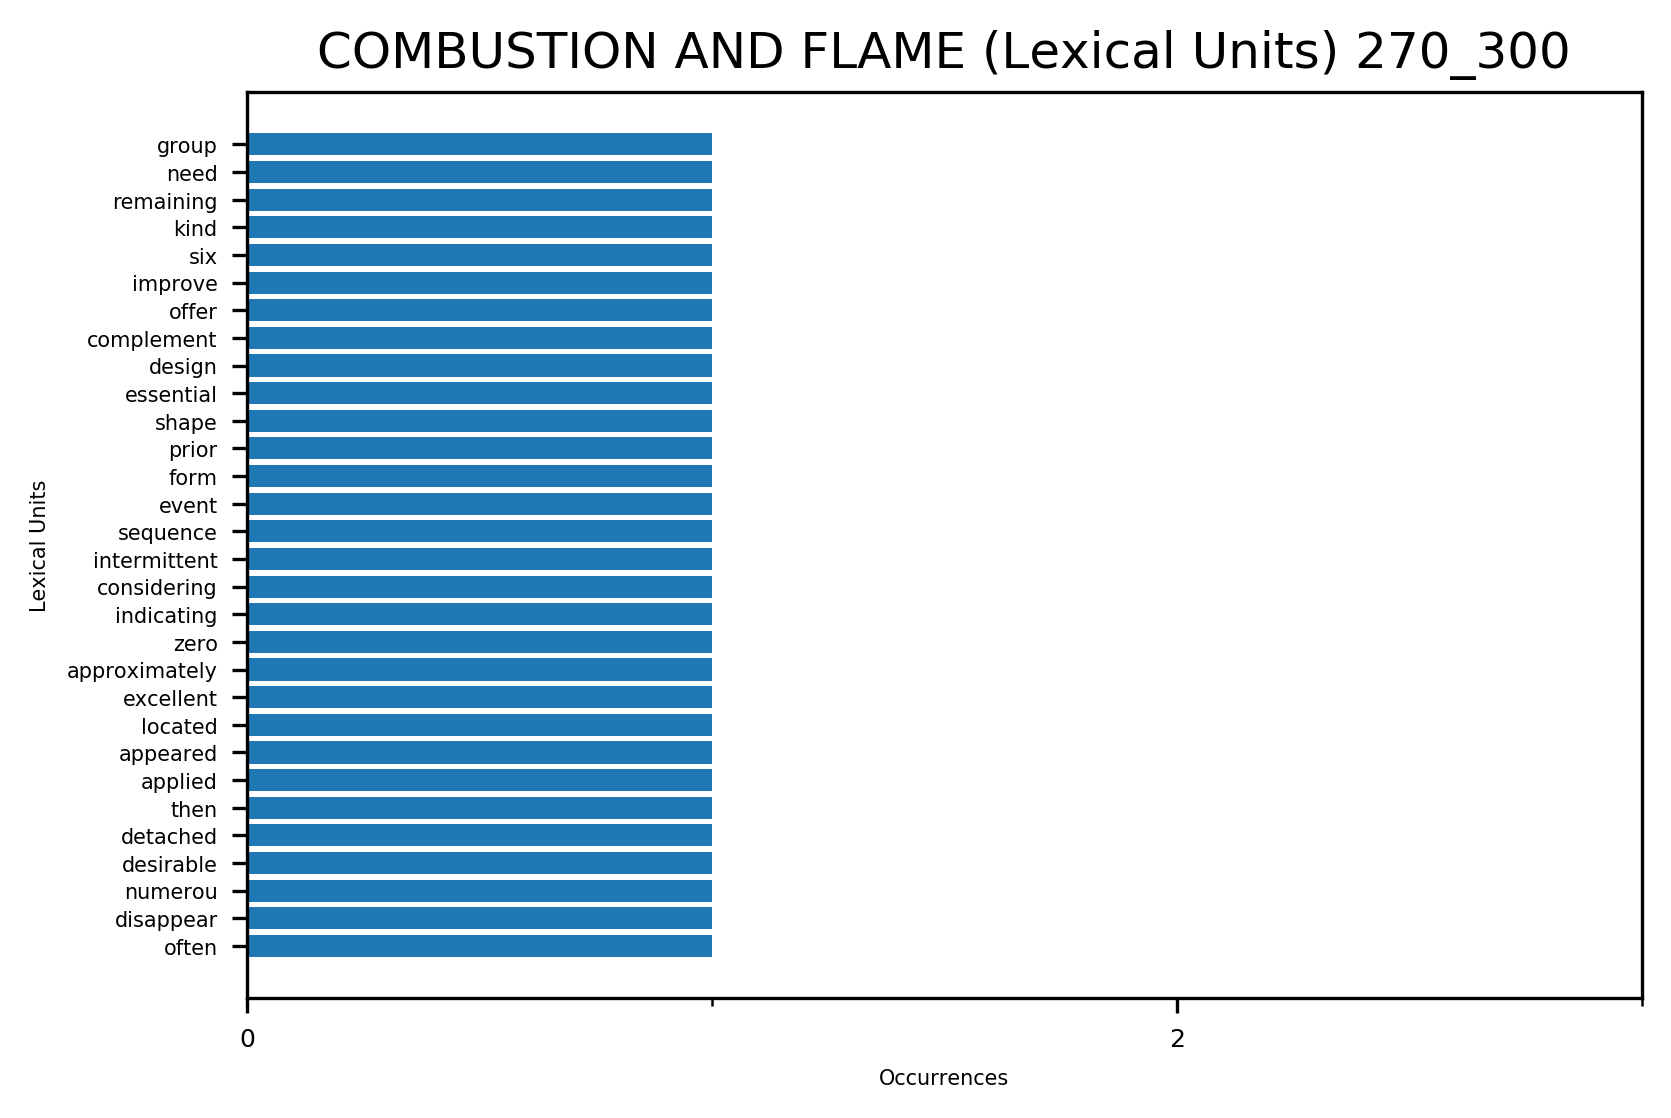 COMBUSTION AND FLAME (Lexical Units) 270_300
group
need
remaining
kind
six
improve
offer
complement
design
essential
shape
prior
form
event
sequence
intermittent
considering
indicating
zero
approximately
excellent
located
appeared
applied
then
detached
desirable
numerou
disappear
often
Lexical Units
0 2
Occurrences